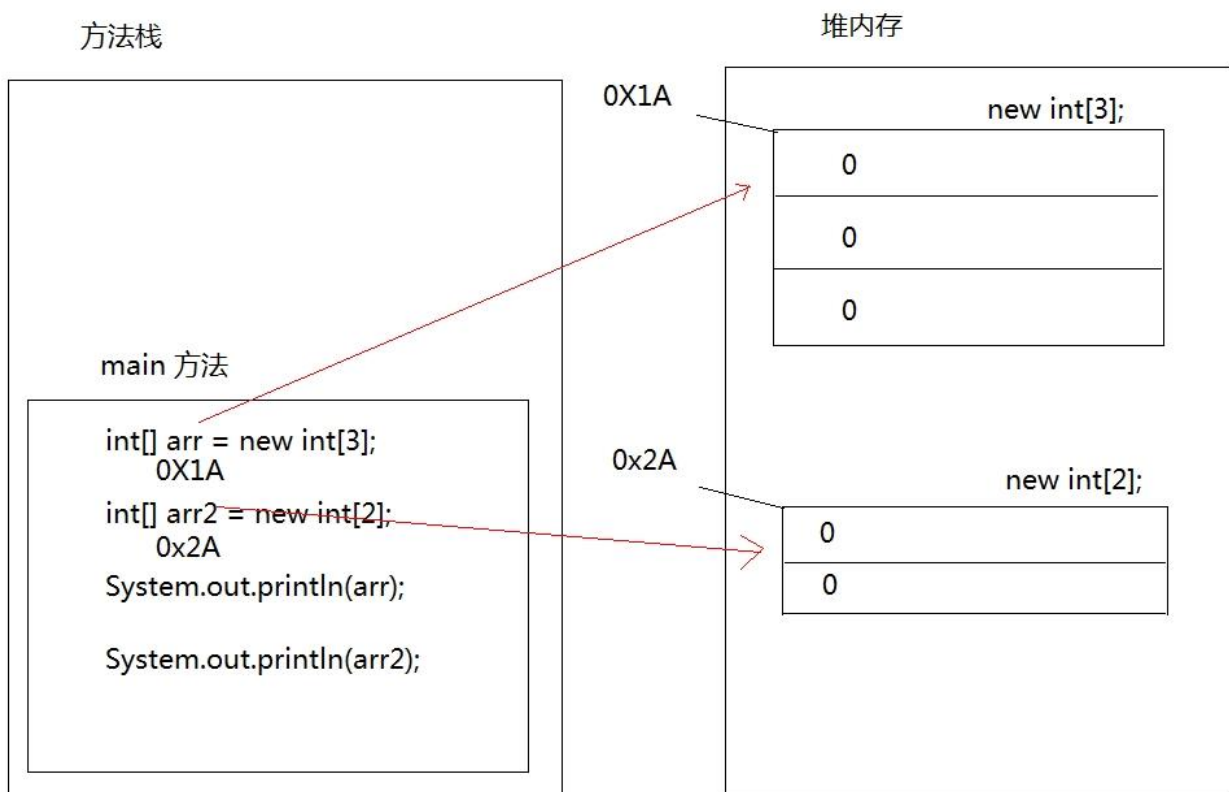 方法栈
main 方法
int[] arr = new int[3];
0X1A
int[] arr2 = new int[2];
0x2A
System.out.println(arr);
System.out.println(arr2);
堆内存
0X1A
new int[3];
0
0
0
0x2A
new int[2];
0
0